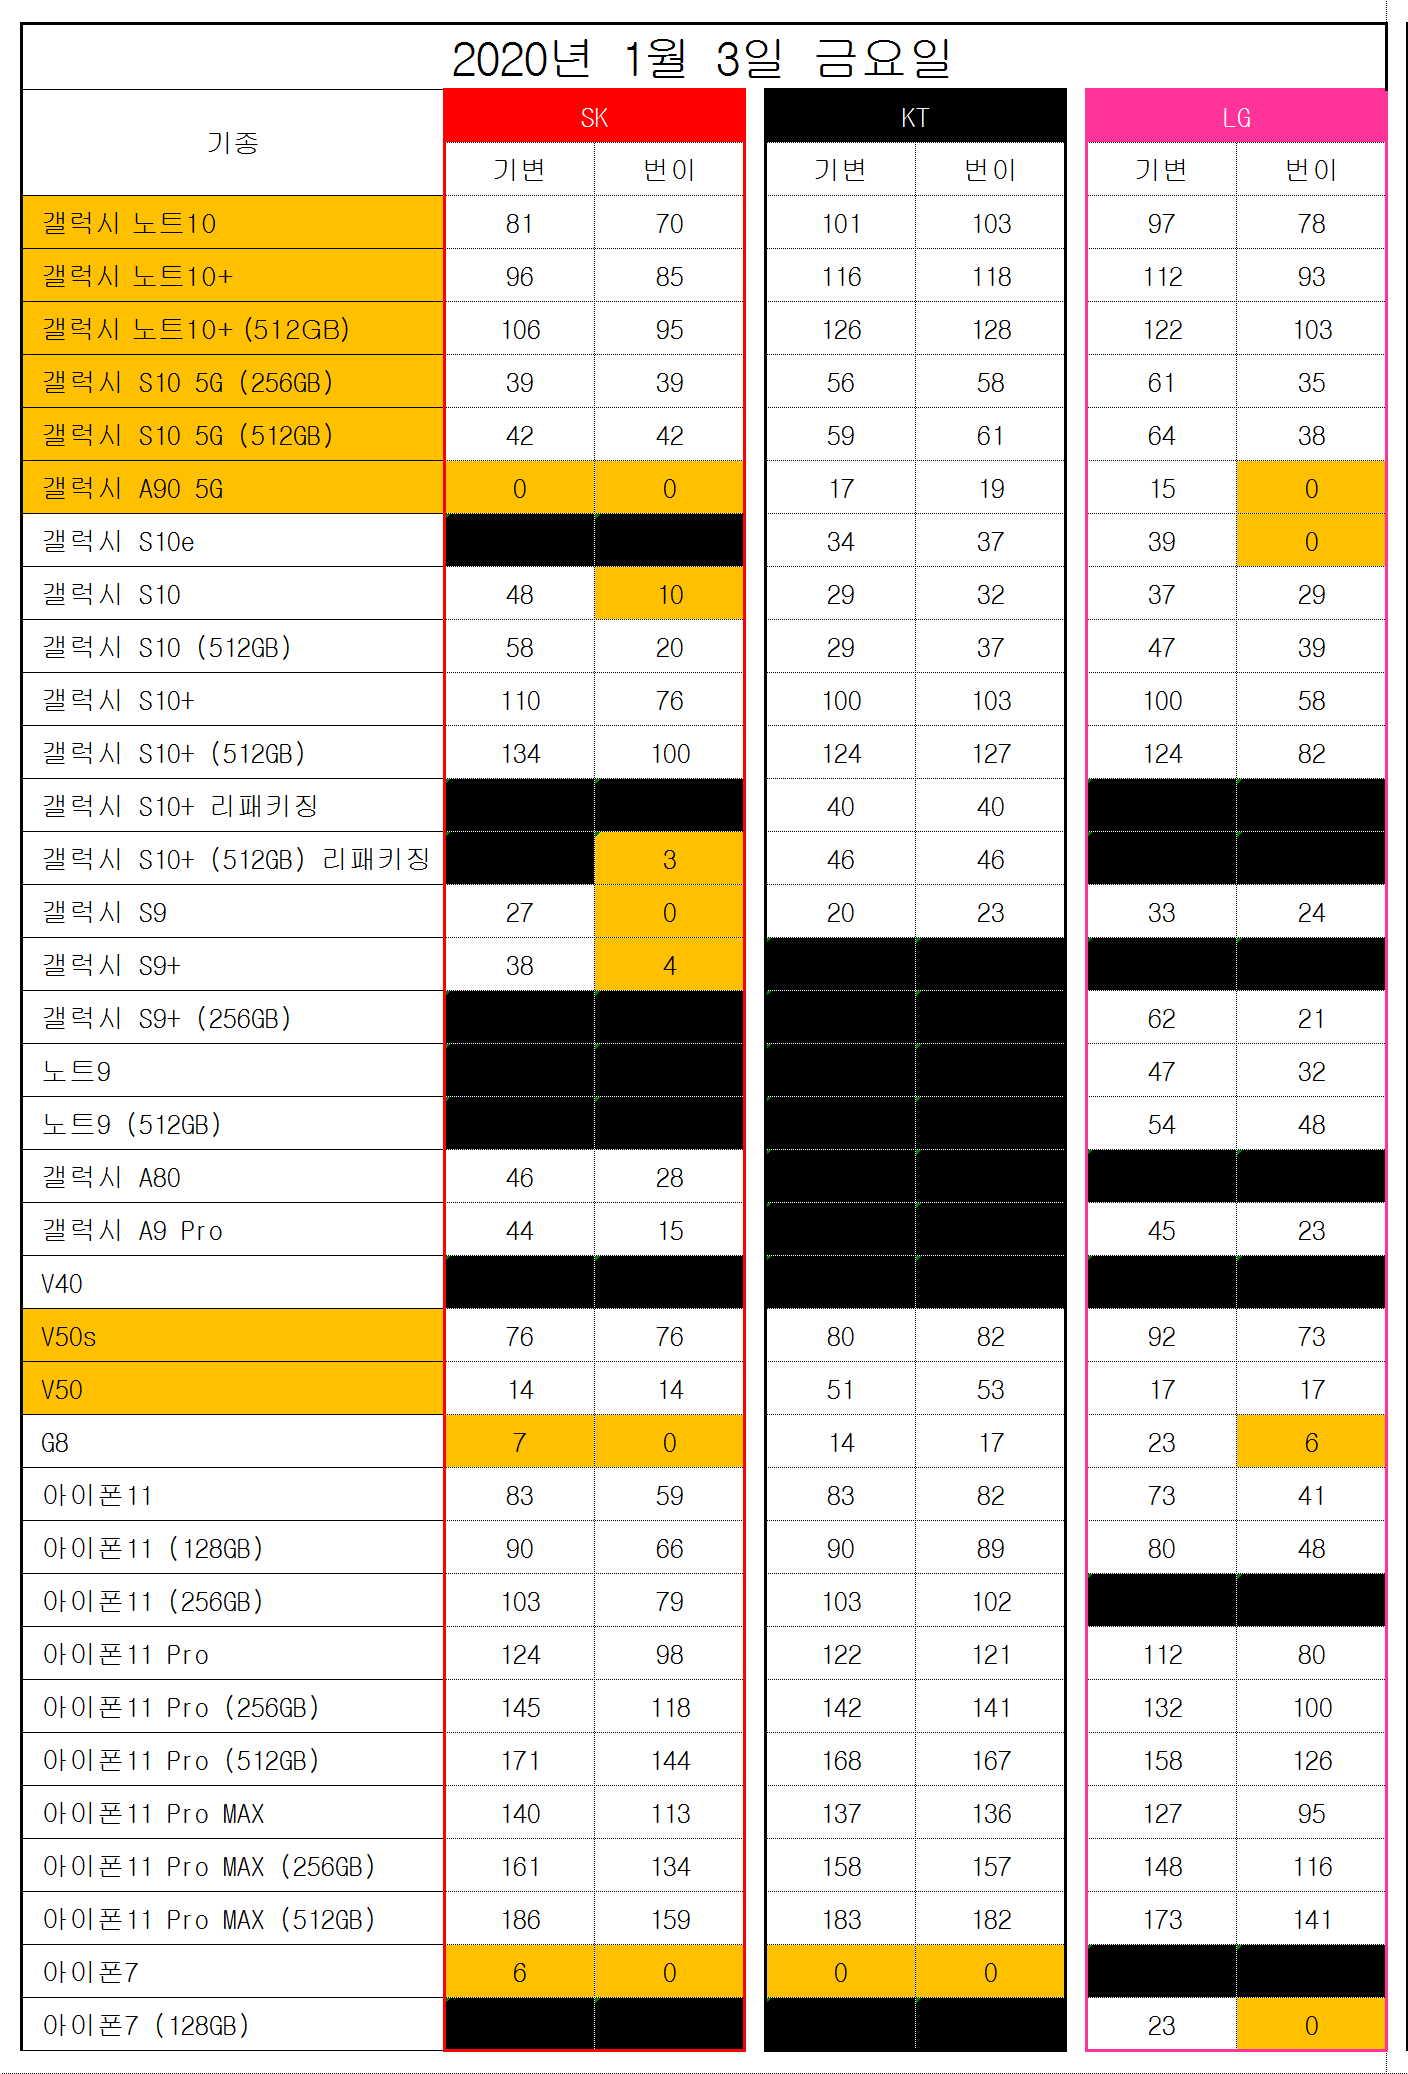 2020년 1월 3일 금요일
기종 SK KT LG
기변 번이 기변 번이 기변 번이
갤럭시 노트10 81 70 101 103 97 78
갤럭시 노트10+ 96 85 116 118 112 93
갤럭시 노트10+ (512GB) 106 95 126 128 122 103
갤럭시 S10 5G (256GB) 39 39 56 58 61 35
갤럭시 S10 5G (512GB) 42 42 59 61 64 38
갤럭시 A90 5G 0 0 17 19 15 0
갤럭시 S10e 34 37 39 0
갤럭시 S10 48 10 29 32 37 29
갤럭시 S10 (512GB) 58 20 29 37 47 39
갤럭시 S10+ 110 76 100 103 100 58
갤럭시 S10+ (512GB) 134 100 124 127 124 82
갤럭시 S10+ 리패키징 40 40
갤럭시 S10+ (512GB) 리패키징 3 46 46
갤럭시 S9 27 0 20 23 33 24
갤럭시 S9+ 38 4
갤럭시 S9+ (256GB) 62 21
노트9 47 32
노트9 (512GB) 54 48
갤럭시 A80 46 28
갤럭시 A9 Pro 44 15 45 23
V40
V50s 76 76 80 82 92 73
V50 14 14 51 53 17 17
G8 7 0 14 17 23 6
아이폰11 83 59 83 82 73 41
아이폰11 (128GB) 90 66 90 89 80 48
아이폰11 (256GB) 103 79 103 102
아이폰11 Pro 124 98 122 121 112 80
아이폰11 Pro (256GB) 145 118 142 141 132 100
아이폰11 Pro (512GB) 171 144 168 167 158 126
아이폰11 Pro MAX 140 113 137 136 127 95
아이폰11 Pro MAX (256GB) 161 134 158 157 148 116
아이폰11 Pro MAX (512GB) 186 159 183 182 173 141
아이폰7 6 0 0 0
아이폰7 (128GB) 23 0